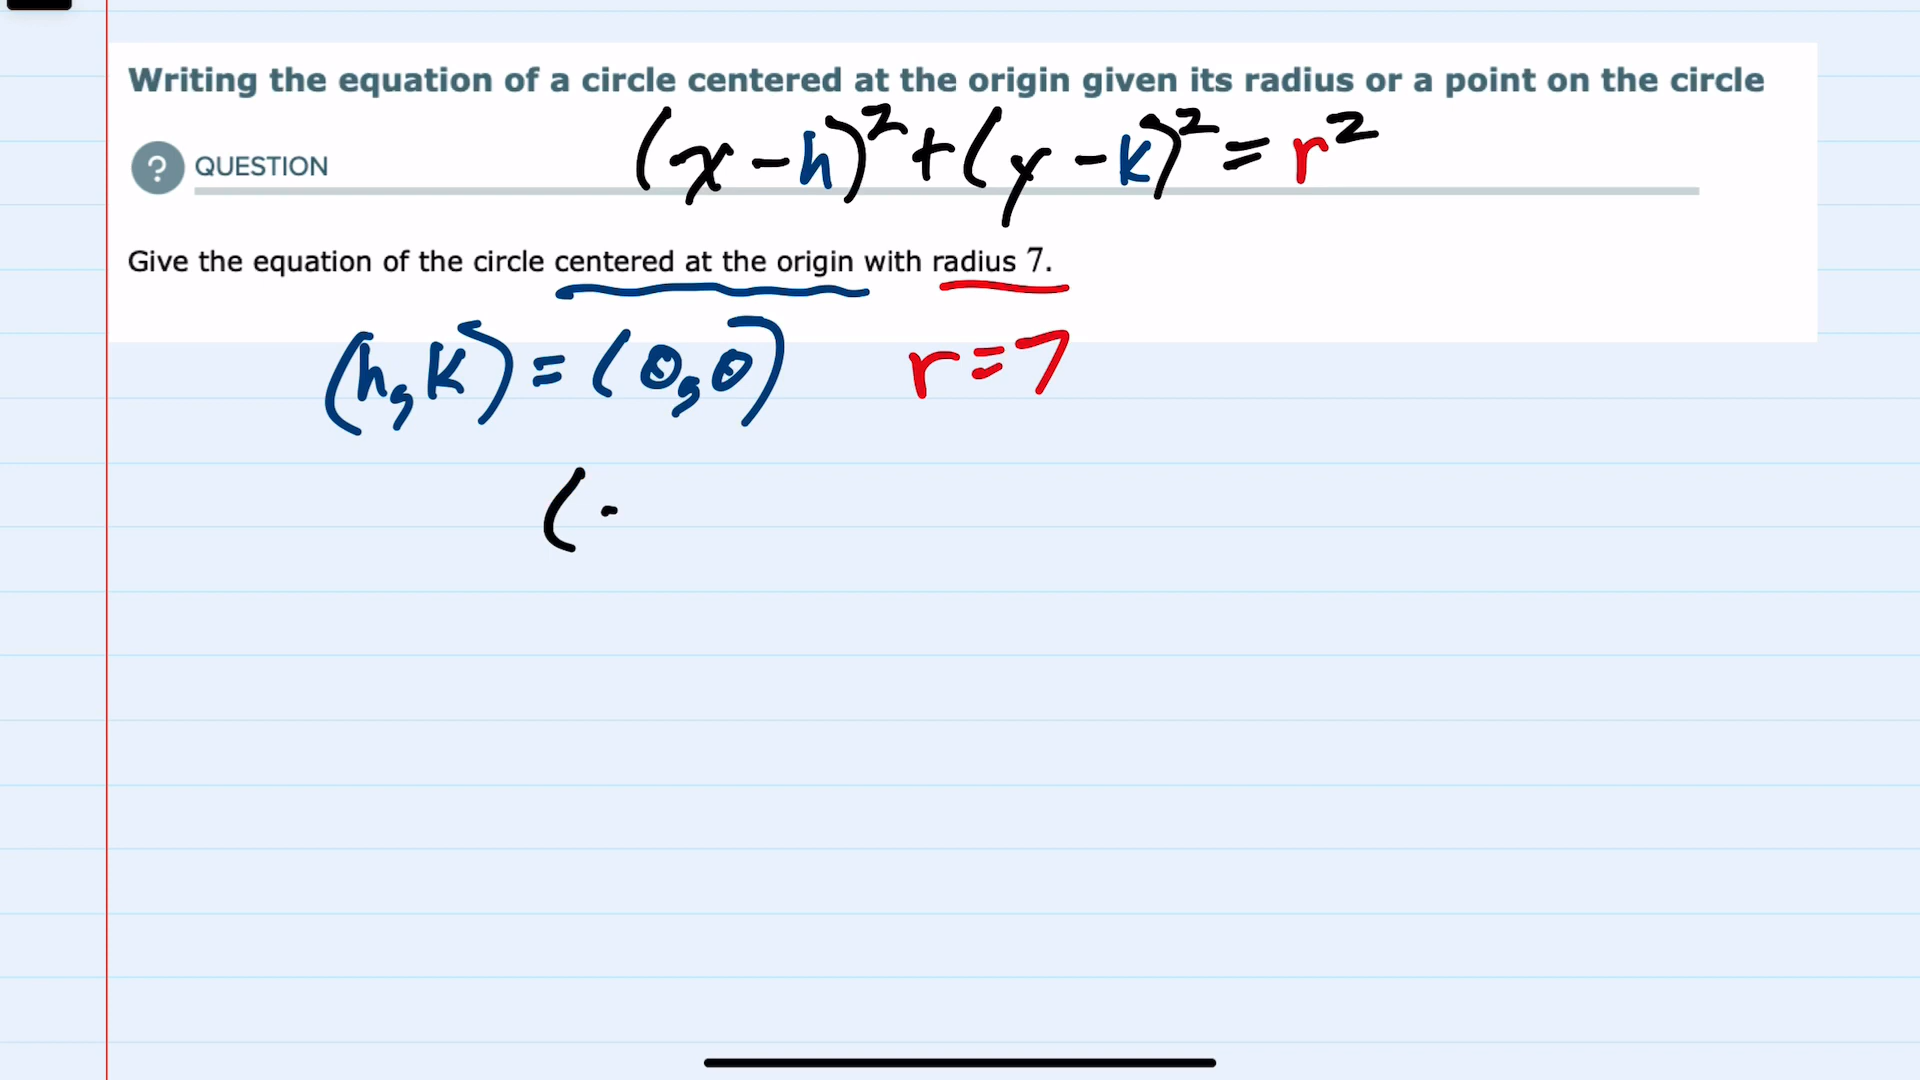 Writing the equation of a circle centered at the origin given its radius or a point on the circle
(x-h)²+(y-k)²=r²
? QUESTION
Give the equation of the circle centered at the origin with radius 7.
(h,k)=(0,0) r=7
(-